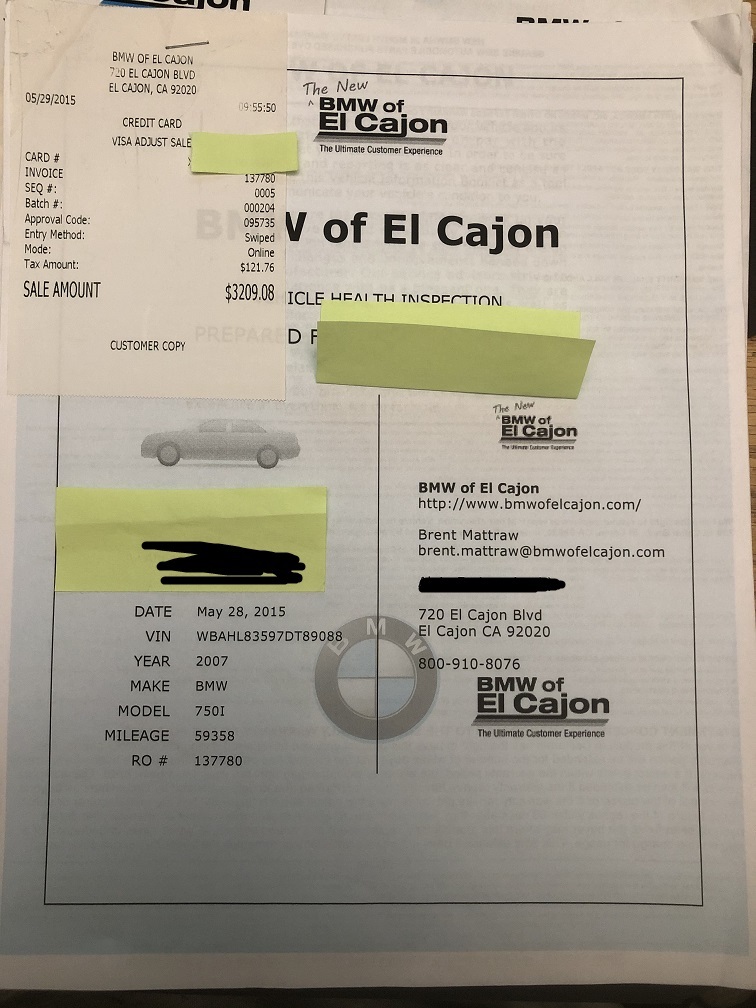 Cajon
BMW OF EL CAJON
720 EL CAJON BLVD
EL CAJON, CA 92020
05/29/2015
09:55:50
CREDIT CARD
VISA ADJUST SALE
CARD #
INVOICE 137780
SEQ #: 0005
Batch #: 000204
Approval Code: 095735
Entry Method: Swiped
Mode: Online
Tax Amount: $121.76
SALE AMOUNT $3209.08
CUSTOMER COPY
The New
^ BMW of
El Cajon
The Ultimate Customer Experience
BMW of El Cajon
ICLE HEALTH INSPECTION
PREPARED F
The New
^ BMW of
El Cajon
The Ultimate Customer Experience
BMW of El Cajon
http://www.bmwofelcajon.com/
Brent Mattraw
brent.mattraw@bmwofelcajon.com
720 El Cajon Blvd
El Cajon CA 92020
800-910-8076
BMW of
El Cajon
The Ultimate Customer Experience
DATE May 28, 2015
VIN WBAHL83597DT89088
YEAR 2007
MAKE BMW
MODEL 750I
MILEAGE 59358
RO # 137780
BMW